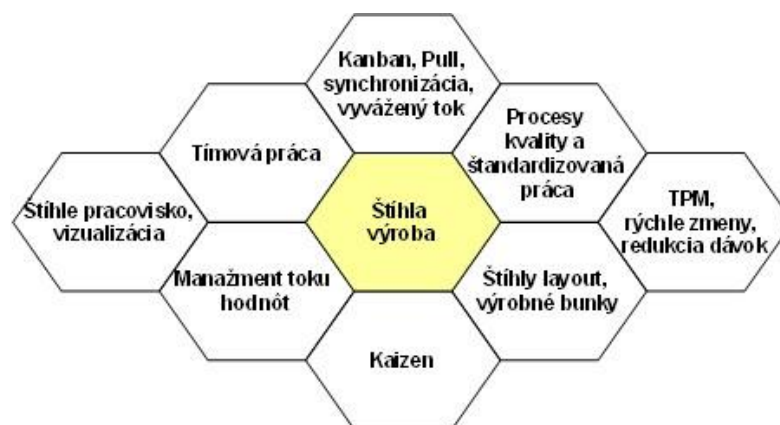 Kanban, Pull,
synchronizácia,
vyvážený tok
Tímová práca
Procesy
kvality a
štandardizovaná
práca
Štíhle pracovisko,
vizualizácia
Štíhla
výroba
TPM,
rýchle zmeny,
redukcia dávok
Manažment toku
hodnôt
Štíhly layout,
výrobné bunky
Kaizen